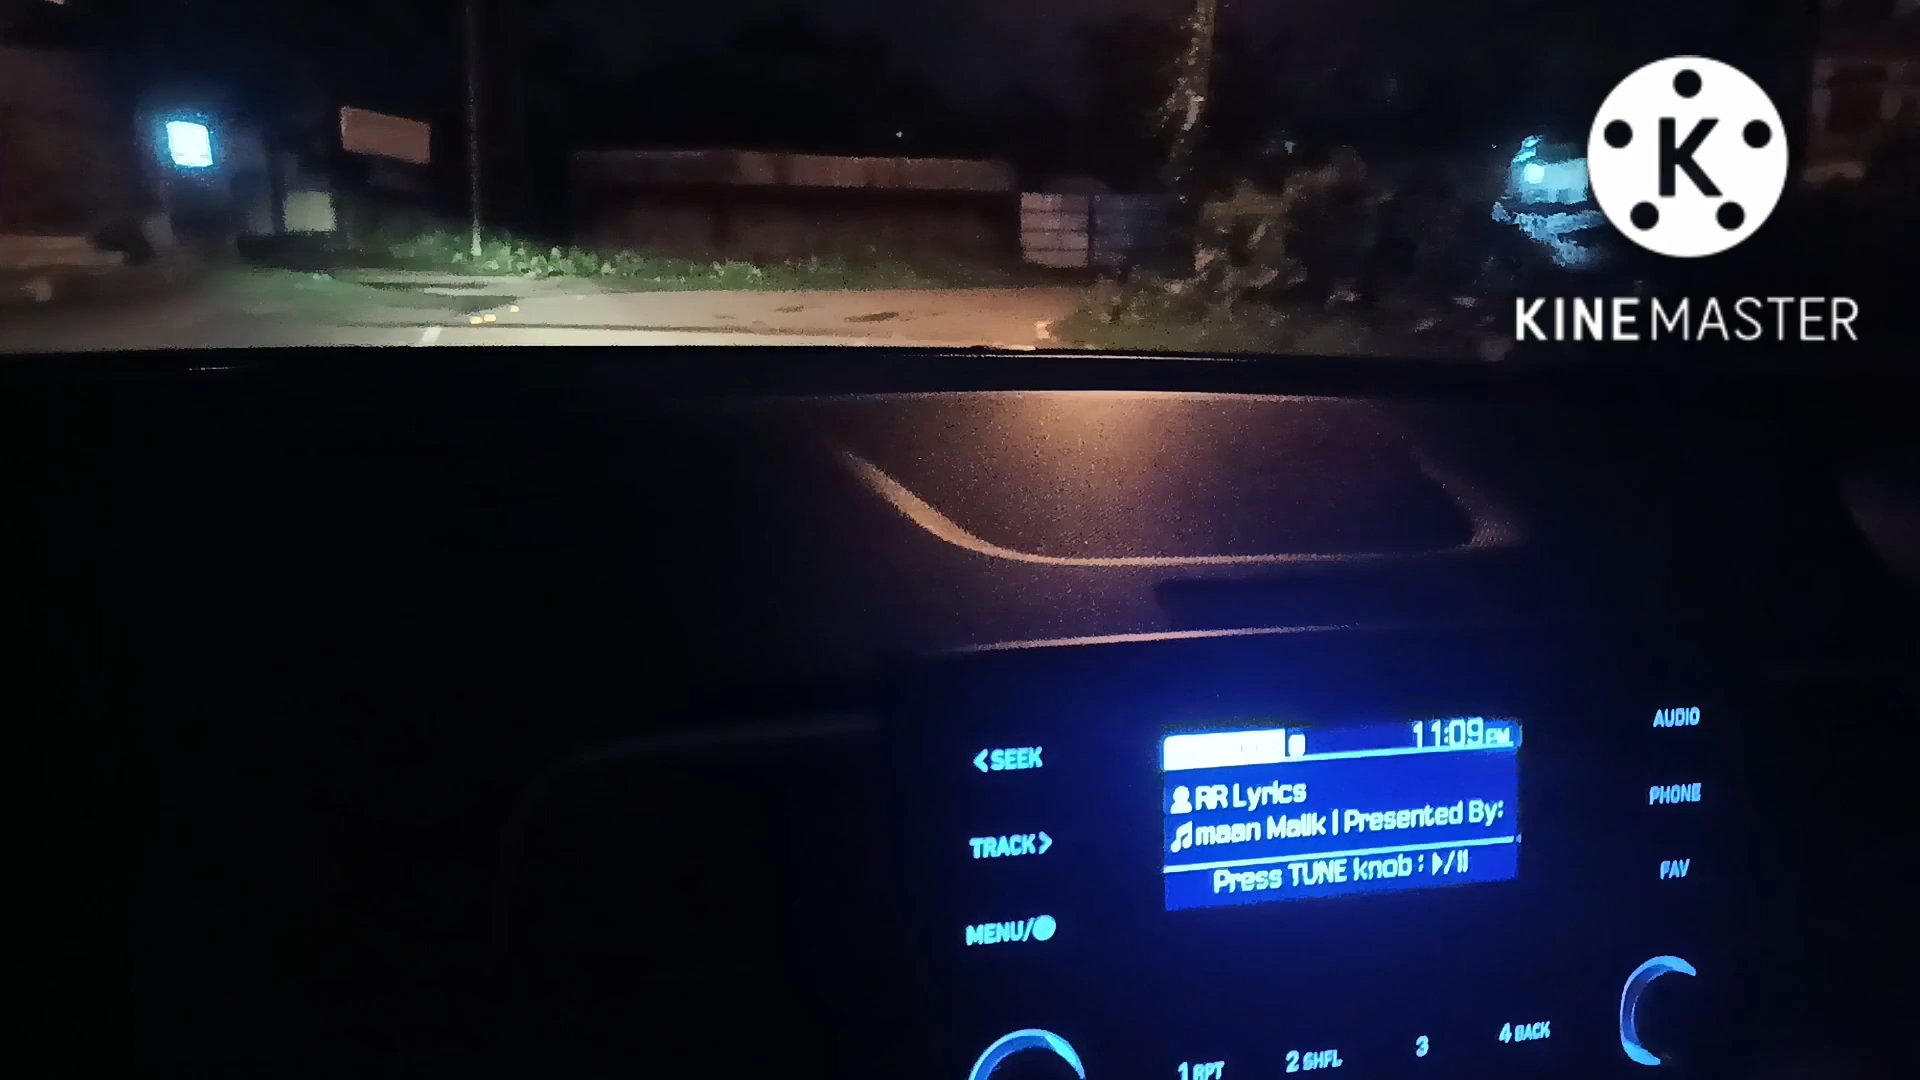 K
KINEMASTER
11:09 PM
RR Lyrics
maan Malik | Presented By:
Press TUNE knob : ▶/II
<SEEK
TRACK>
MENU/
AUDIO
PHONE
FAV
1 RPT
2 SHFL
3
4 BACK